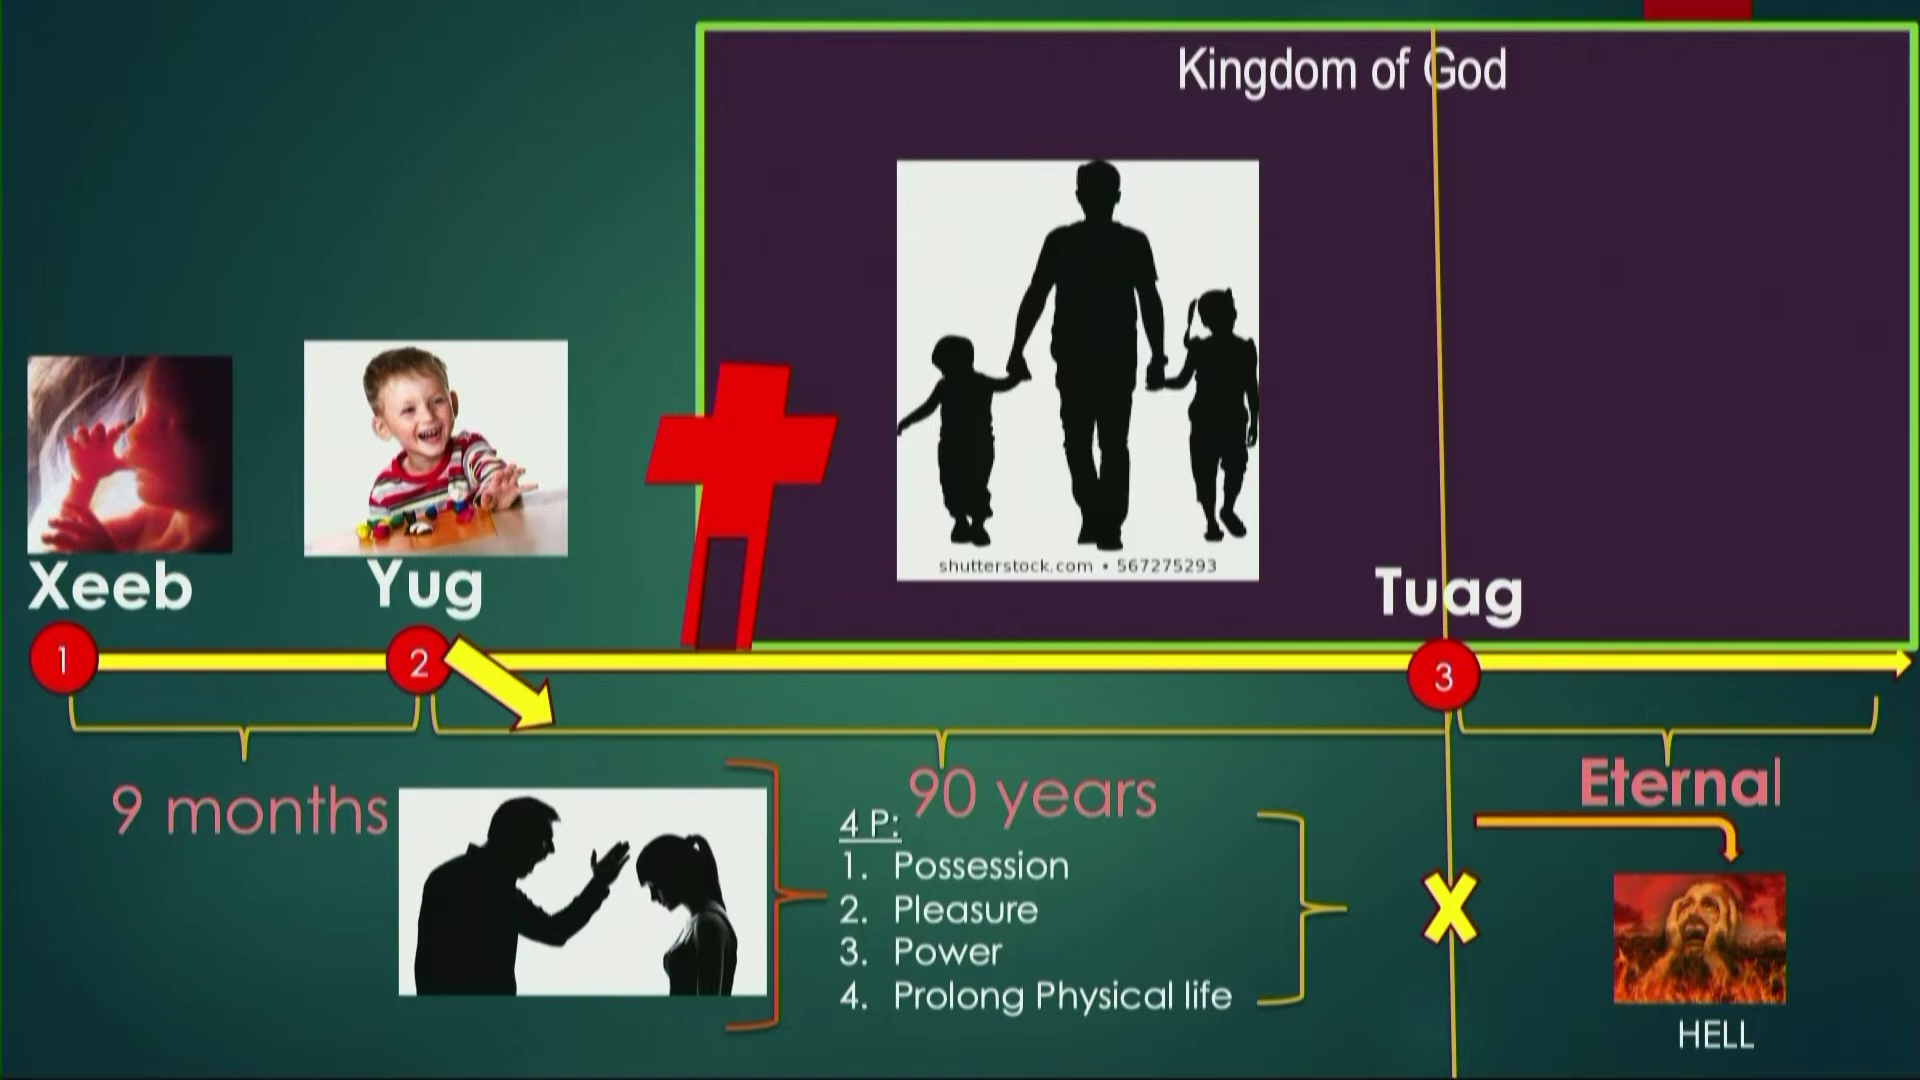 Kingdom of God
shutterstock.com • 567275293
Xeeb
Yug
Tuag
1
2
3
9 months
90 years
Eternal
4 P:
1. Possession
2. Pleasure
3. Power
4. Prolong Physical life
X
HELL